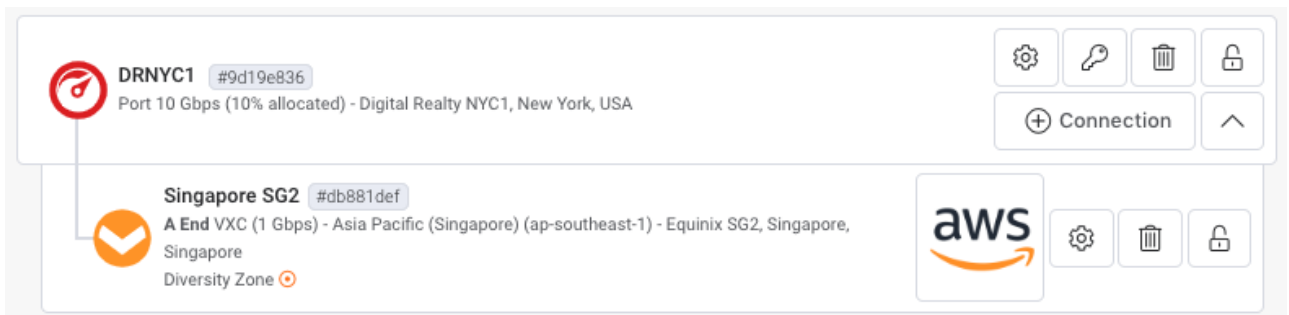 DRNYC1 #9d19e836
Port 10 Gbps (10% allocated) - Digital Realty NYC1, New York, USA
Connection
Singapore SG2 #db881def
A End VXC (1 Gbps) - Asia Pacific (Singapore) (ap-southeast-1) - Equinix SG2, Singapore,
Singapore
Diversity Zone
aws